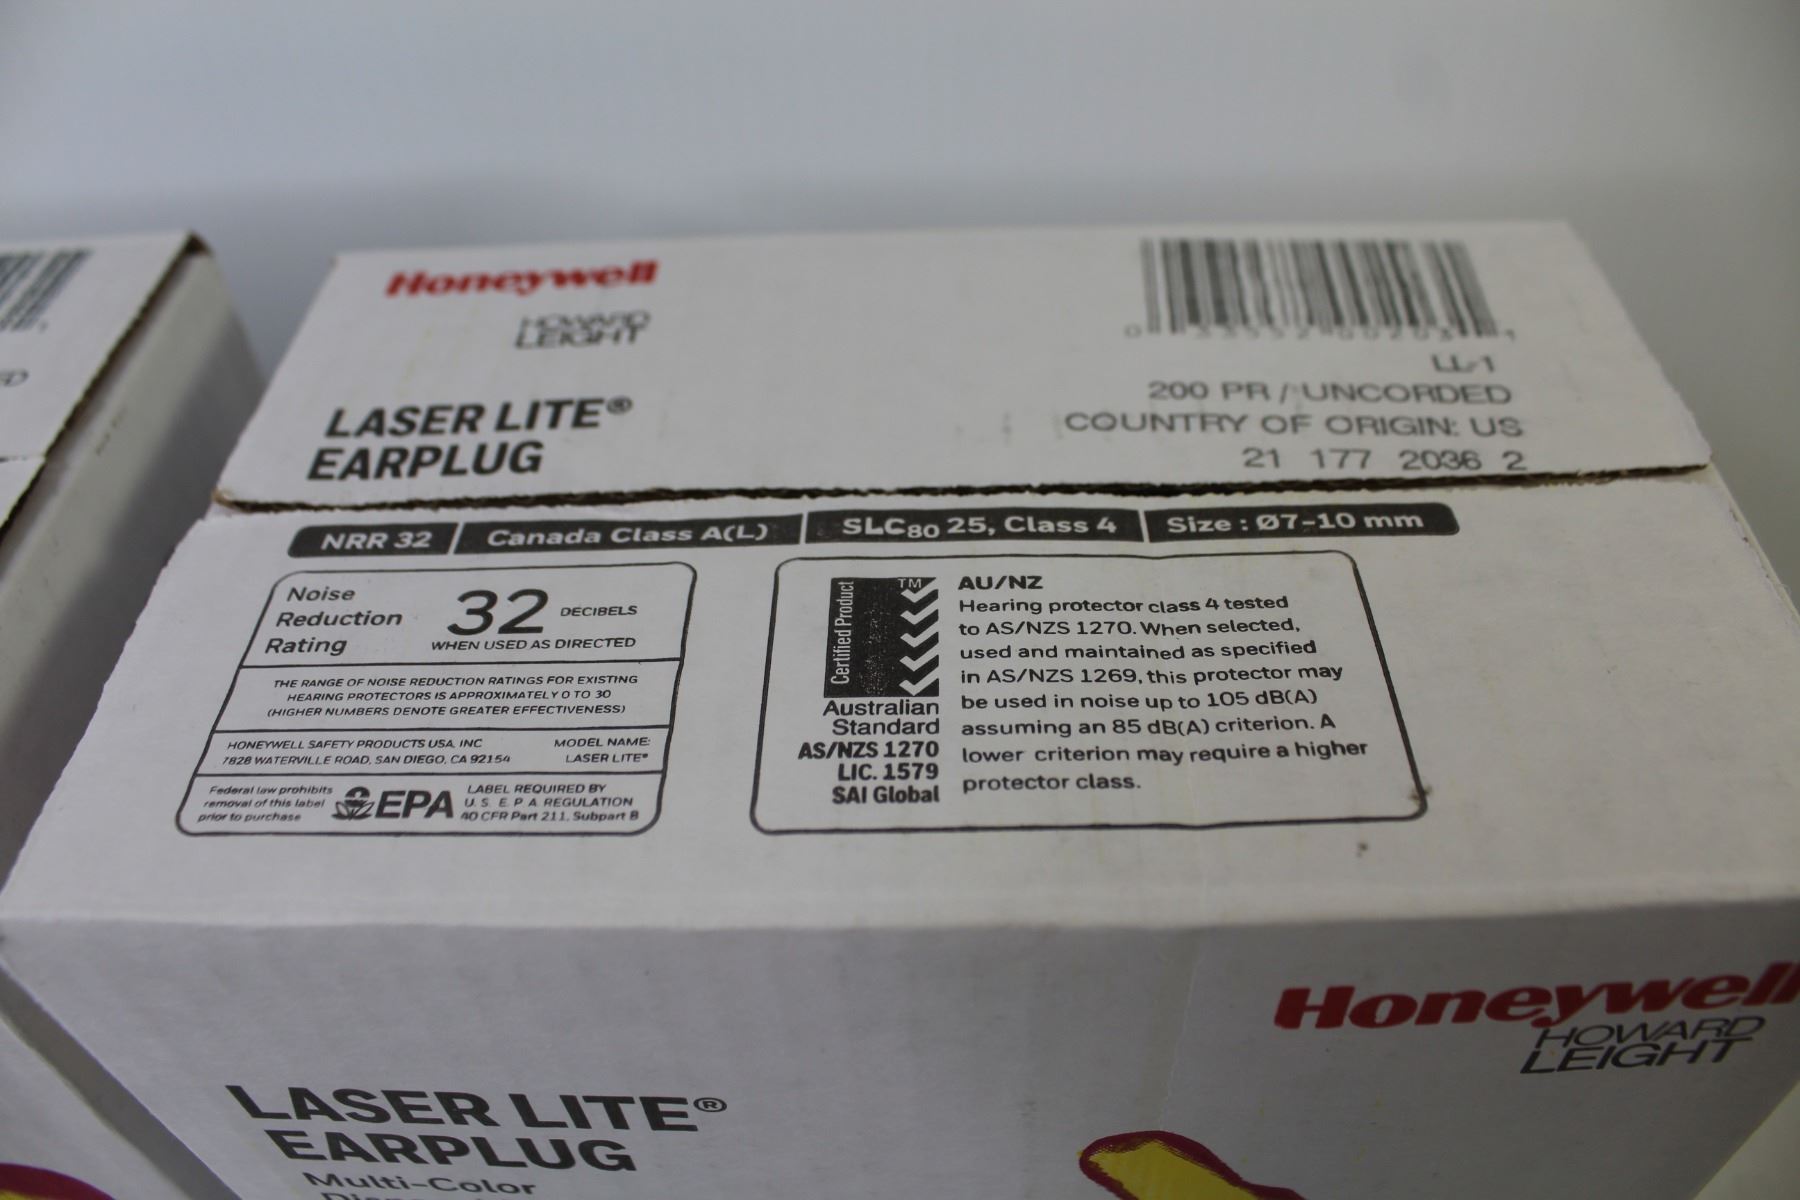 Honeywell
HOWARD
LEIGHT
LASER LITE®
EARPLUG
LL-1
200 PR / UNCORDED
COUNTRY OF ORIGIN: US
21 177 2036 2
NRR 32
Canada Class A(L)
SLC80 25, Class 4
Size : Ø7-10 mm
Noise
Reduction
Rating
32 DECIBELS
WHEN USED AS DIRECTED
THE RANGE OF NOISE REDUCTION RATINGS FOR EXISTING
HEARING PROTECTORS IS APPROXIMATELY 0 TO 30
(HIGHER NUMBERS DENOTE GREATER EFFECTIVENESS)
HONEYWELL SAFETY PRODUCTS USA, INC
7828 WATERVILLE ROAD, SAN DIEGO, CA 92154
MODEL NAME:
LASER LITE®
Federal law prohibits
removal of this label
prior to purchase
EPA
LABEL REQUIRED BY
U. S. E. P. A. REGULATION
40 CFR Part 211, Subpart B
Certified Product
TM
Australian
Standard
AS/NZS 1270
LIC. 1579
SAI Global
AU/NZ
Hearing protector class 4 tested
to AS/NZS 1270. When selected,
used and maintained as specified
in AS/NZS 1269, this protector may
be used in noise up to 105 dB(A)
assuming an 85 dB(A) criterion. A
lower criterion may require a higher
protector class.
Honeywell
HOWARD
LEIGHT
LASER LITE®
EARPLUG
Multi-Color